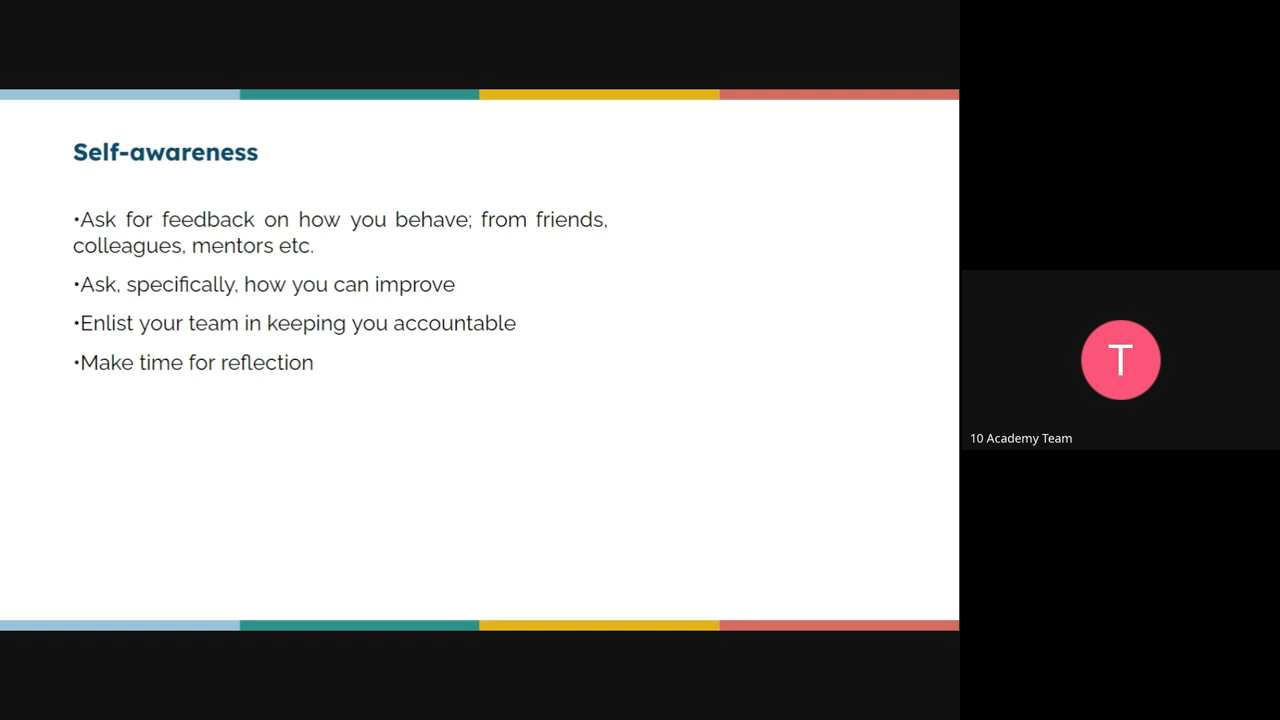 Self-awareness
•Ask for feedback on how you behave; from friends,
colleagues, mentors etc.
•Ask, specifically, how you can improve
•Enlist your team in keeping you accountable
•Make time for reflection
T
10 Academy Team